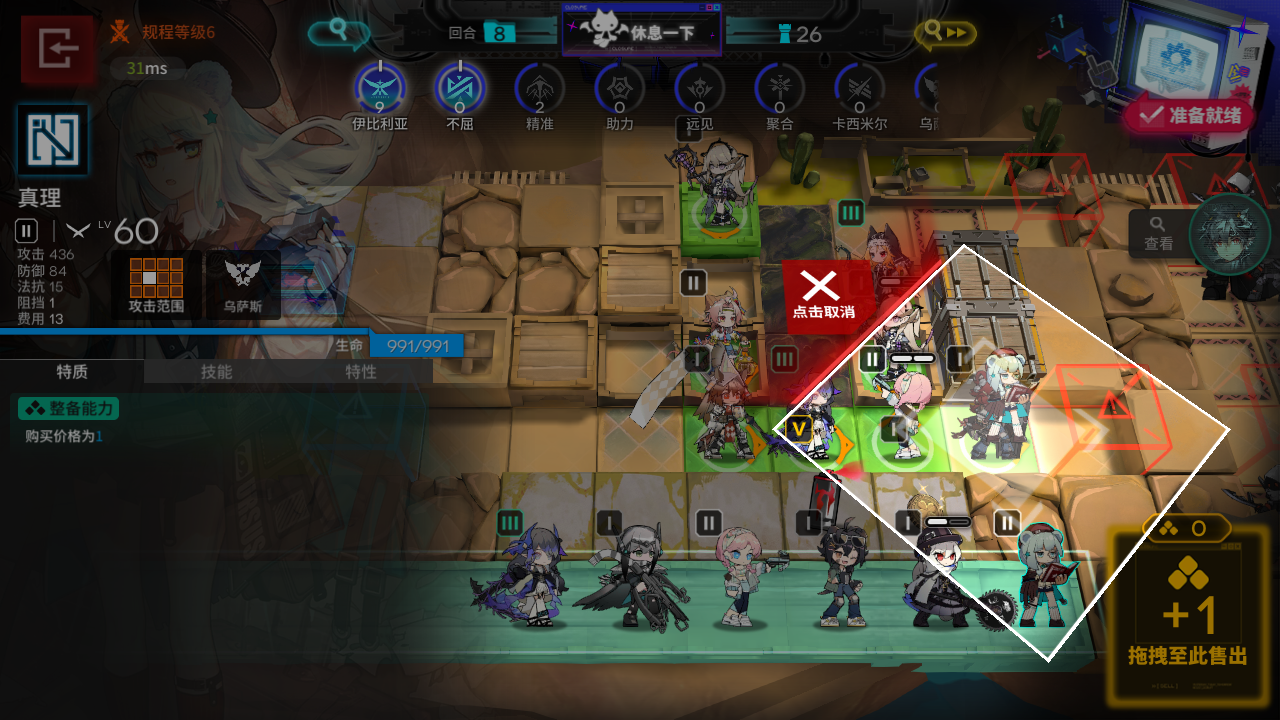 规程等级6
31ms
回合 8
CLOSURE
休息一下
26
准备就绪
9
伊比利亚
0
不屈
2
精准
0
助力
0
远见
0
聚合
0
卡西米尔
乌
真理
LV 60
攻击 436
防御 84
法抗 15
阻挡 1
费用 13
攻击范围
乌萨斯
查看
点击取消
生命 991/991
特质
技能
特性
整备能力
购买价格为1
V
0
+1
拖拽至此售出